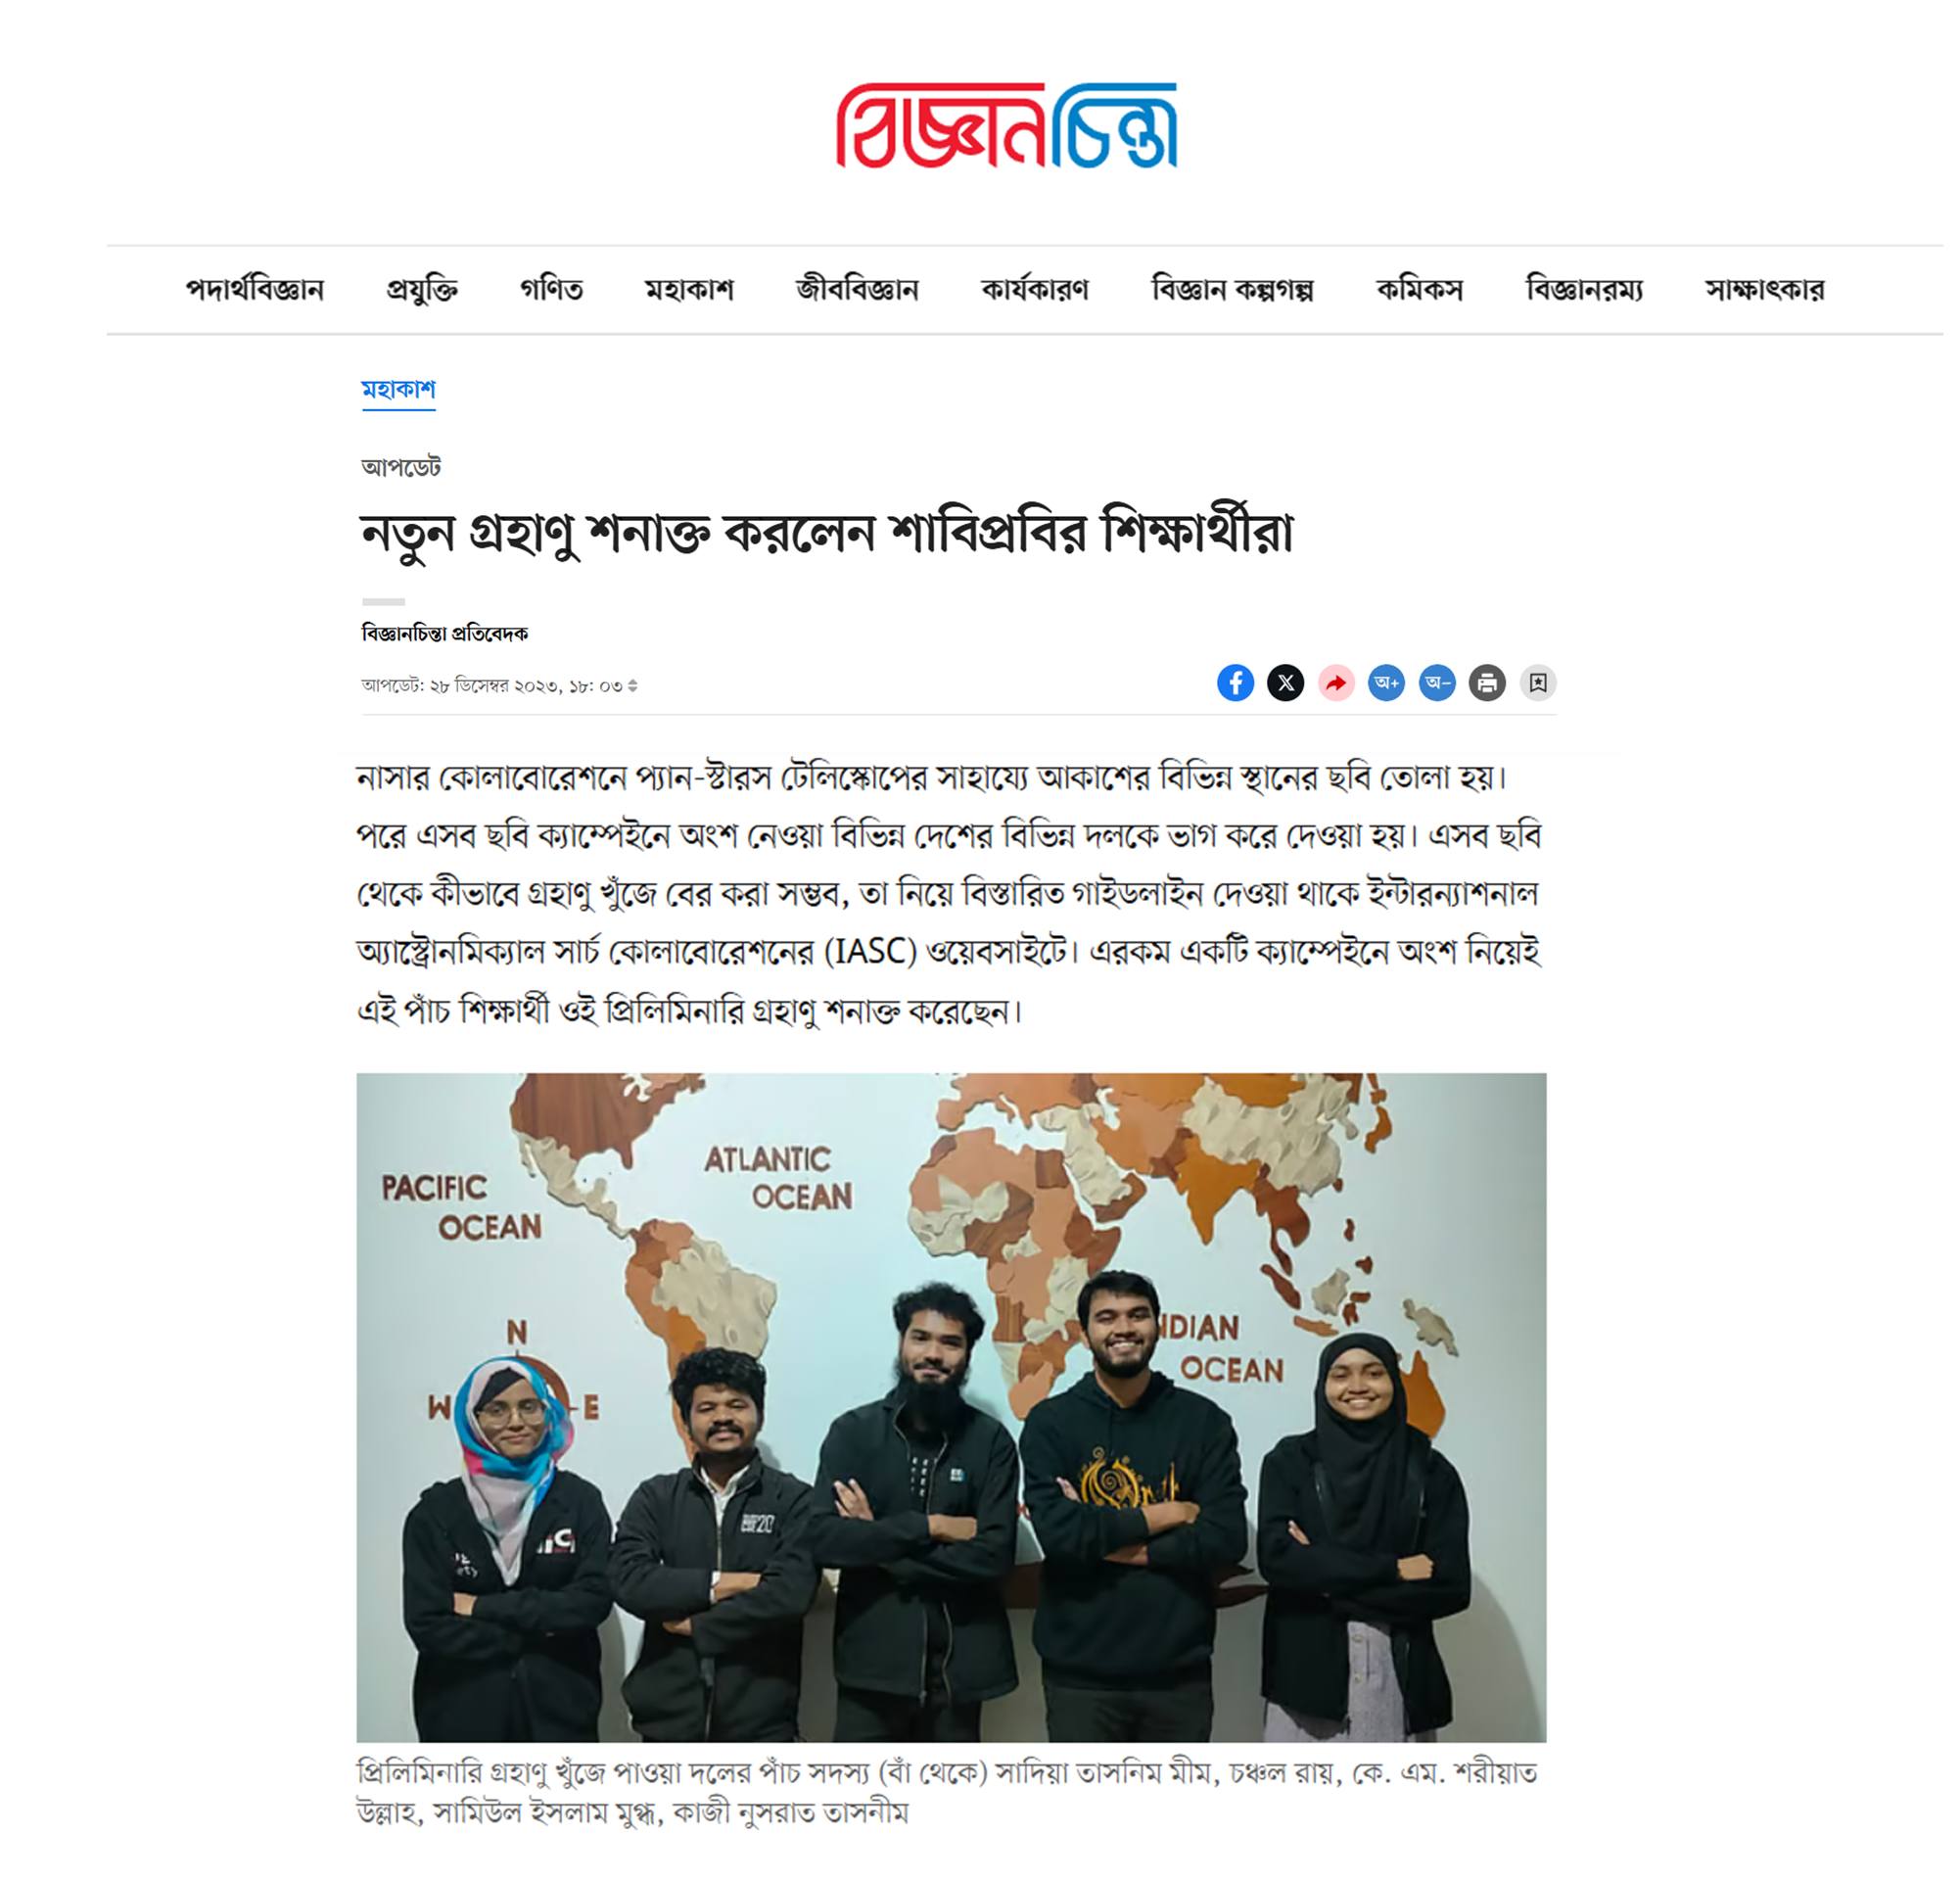 বিজ্ঞানচিন্তা
পদার্থবিজ্ঞান প্রযুক্তি গণিত মহাকাশ জীববিজ্ঞান কার্যকারণ বিজ্ঞান কল্পগল্প কমিকস বিজ্ঞানরম্য সাক্ষাৎকার
মহাকাশ
আপডেট
নতুন গ্রহাণু শনাক্ত করলেন শাবিপ্রবির শিক্ষার্থীরা
বিজ্ঞানচিন্তা প্রতিবেদক
আপডেট: ২৮ ডিসেম্বর ২০২৩, ১৮: ০৩
অ+ অ−
নাসার কোলাবোরেশনে প্যান-স্টারস টেলিস্কোপের সাহায্যে আকাশের বিভিন্ন স্থানের ছবি তোলা হয়।
পরে এসব ছবি ক্যাম্পেইনে অংশ নেওয়া বিভিন্ন দেশের বিভিন্ন দলকে ভাগ করে দেওয়া হয়। এসব ছবি
থেকে কীভাবে গ্রহাণু খুঁজে বের করা সম্ভব, তা নিয়ে বিস্তারিত গাইডলাইন দেওয়া থাকে ইন্টারন্যাশনাল
অ্যাস্ট্রোনমিক্যাল সার্চ কোলাবোরেশনের (IASC) ওয়েবসাইটে। এরকম একটি ক্যাম্পেইনে অংশ নিয়েই
এই পাঁচ শিক্ষার্থী ওই প্রিলিমিনারি গ্রহাণু শনাক্ত করেছেন।
PACIFIC
OCEAN
ATLANTIC
OCEAN
NDIAN
OCEAN
N
W E
প্রিলিমিনারি গ্রহাণু খুঁজে পাওয়া দলের পাঁচ সদস্য (বাঁ থেকে) সাদিয়া তাসনিম মীম, চঞ্চল রায়, কে. এম. শরীয়াত
উল্লাহ, সামিউল ইসলাম মুগ্ধ, কাজী নুসরাত তাসনীম